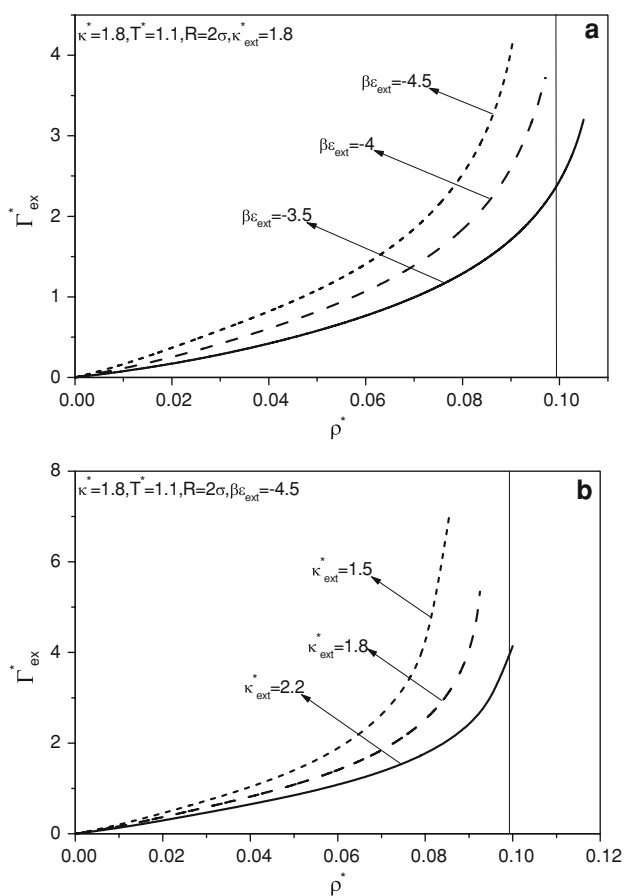 κ*=1.8,T*=1.1,R=2σ,κ*ext=1.8
a
βεext=-4.5
βεext=-4
βεext=-3.5
Γ*ex
4
3
2
1
0
0.00 0.02 0.04 0.06 0.08 0.10
ρ*
κ*=1.8,T*=1.1,R=2σ,βεext=-4.5
b
κ*ext=1.5
κ*ext=1.8
κ*ext=2.2
Γ*ex
8
6
4
2
0
0.00 0.02 0.04 0.06 0.08 0.10 0.12
ρ*